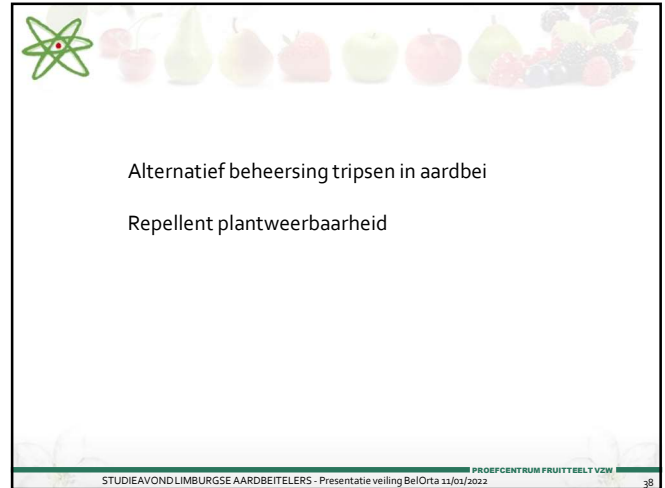 Alternatief beheersing tripsen in aardbei
Repellent plantweerbaarheid
PROEFCENTRUM FRUITTEELT VZW
STUDIEAVOND LIMBURGSE AARDBEITELERS - Presentatie veiling BelOrta 11/01/2022
38